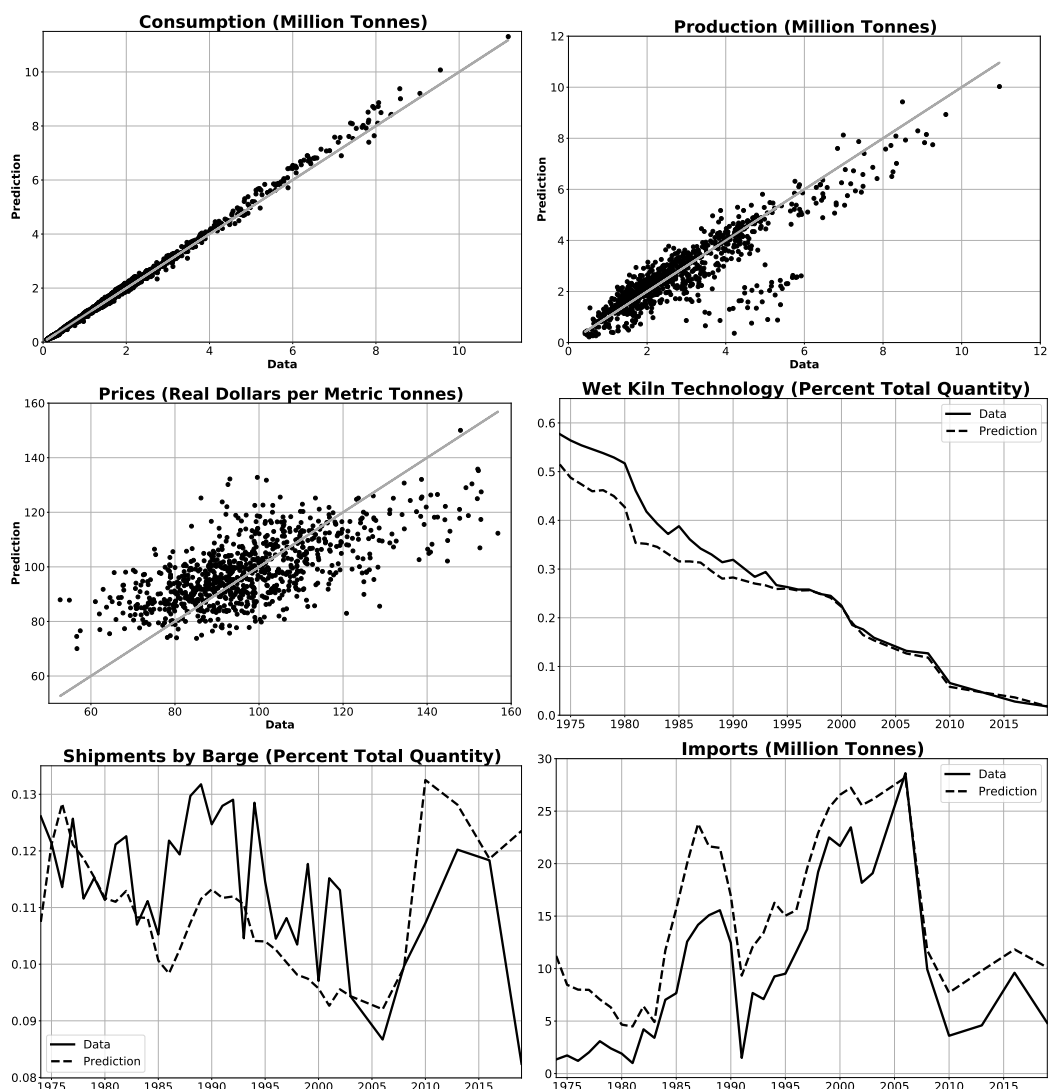 Consumption (Million Tonnes)
10
8
6
4
2
0
0 2 4 6 8 10
Prediction
Data
Production (Million Tonnes)
12
10
8
6
4
2
0
0 2 4 6 8 10 12
Prediction
Data
Prices (Real Dollars per Metric Tonnes)
160
140
120
100
80
60
60 80 100 120 140 160
Prediction
Data
Wet Kiln Technology (Percent Total Quantity)
Data
Prediction
0.6
0.5
0.4
0.3
0.2
0.1
0.0
1975 1980 1985 1990 1995 2000 2005 2010 2015
Shipments by Barge (Percent Total Quantity)
0.13
0.12
0.11
0.10
0.09
0.08
Data
Prediction
1975 1980 1985 1990 1995 2000 2005 2010 2015
Imports (Million Tonnes)
Data
Prediction
30
25
20
15
10
5
0
1975 1980 1985 1990 1995 2000 2005 2010 2015